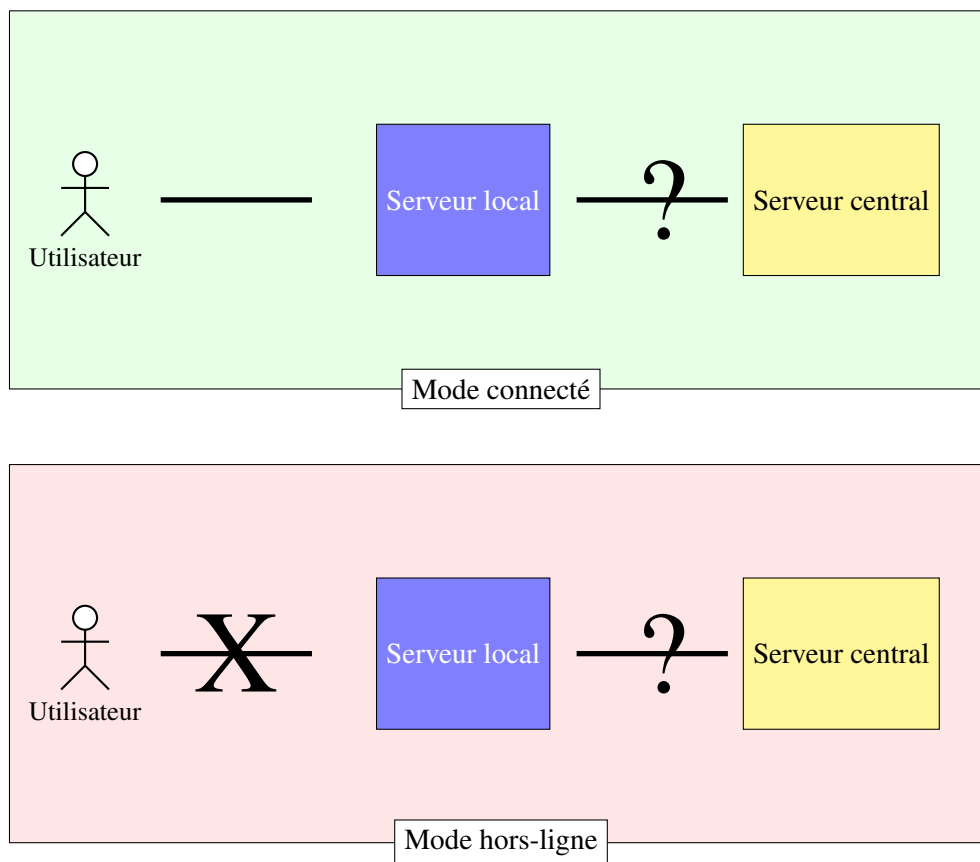 ?
Serveur local
Serveur central
Utilisateur
Mode connecté
X
?
Serveur local
Serveur central
Utilisateur
Mode hors-ligne